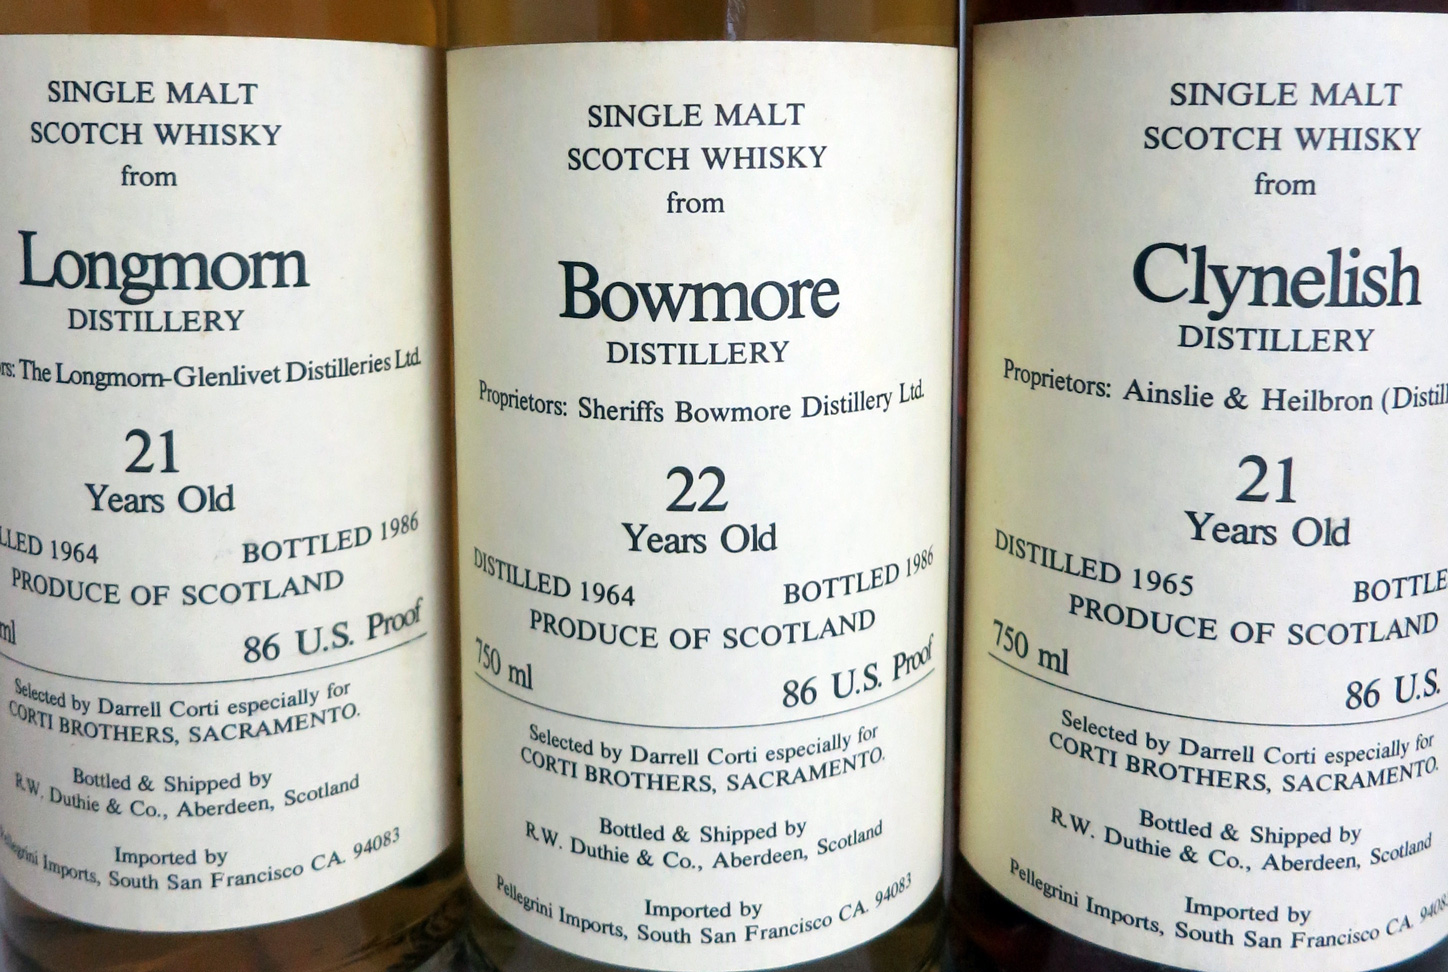 SINGLE MALT
SCOTCH WHISKY
from
Longmorn
DISTILLERY
The Longmorn-Glenlivet Distilleries Ltd.
21
Years Old
1964 BOTTLED 1986
PRODUCE OF SCOTLAND
ml 86 U.S. Proof
Selected by Darrell Corti especially for
CORTI BROTHERS, SACRAMENTO.
Bottled & Shipped by
R.W. Duthie & Co., Aberdeen, Scotland
Imported by
Imports, South San Francisco CA. 94083
SINGLE MALT
SCOTCH WHISKY
from
Bowmore
DISTILLERY
Proprietors: Sheriffs Bowmore Distillery Ltd.
22
Years Old
DISTILLED 1964 BOTTLED 1986
PRODUCE OF SCOTLAND
750 ml 86 U.S. Proof
Selected by Darrell Corti especially for
CORTI BROTHERS, SACRAMENTO.
Bottled & Shipped by
R.W. Duthie & Co., Aberdeen, Scotland
Imported by
Pellegrini Imports, South San Francisco CA. 94083
SINGLE MALT
SCOTCH WHISKY
from
Clynelish
DISTILLERY
Proprietors: Ainslie & Heilbron (Distill
21
Years Old
DISTILLED 1965 BOTTLE
PRODUCE OF SCOTLAND
750 ml 86 U.S.
Selected by Darrell Corti especially for
CORTI BROTHERS, SACRAMENTO.
Bottled & Shipped by
R.W. Duthie & Co., Aberdeen, Scotland
Imported by
Pellegrini Imports, South San Francisco CA.